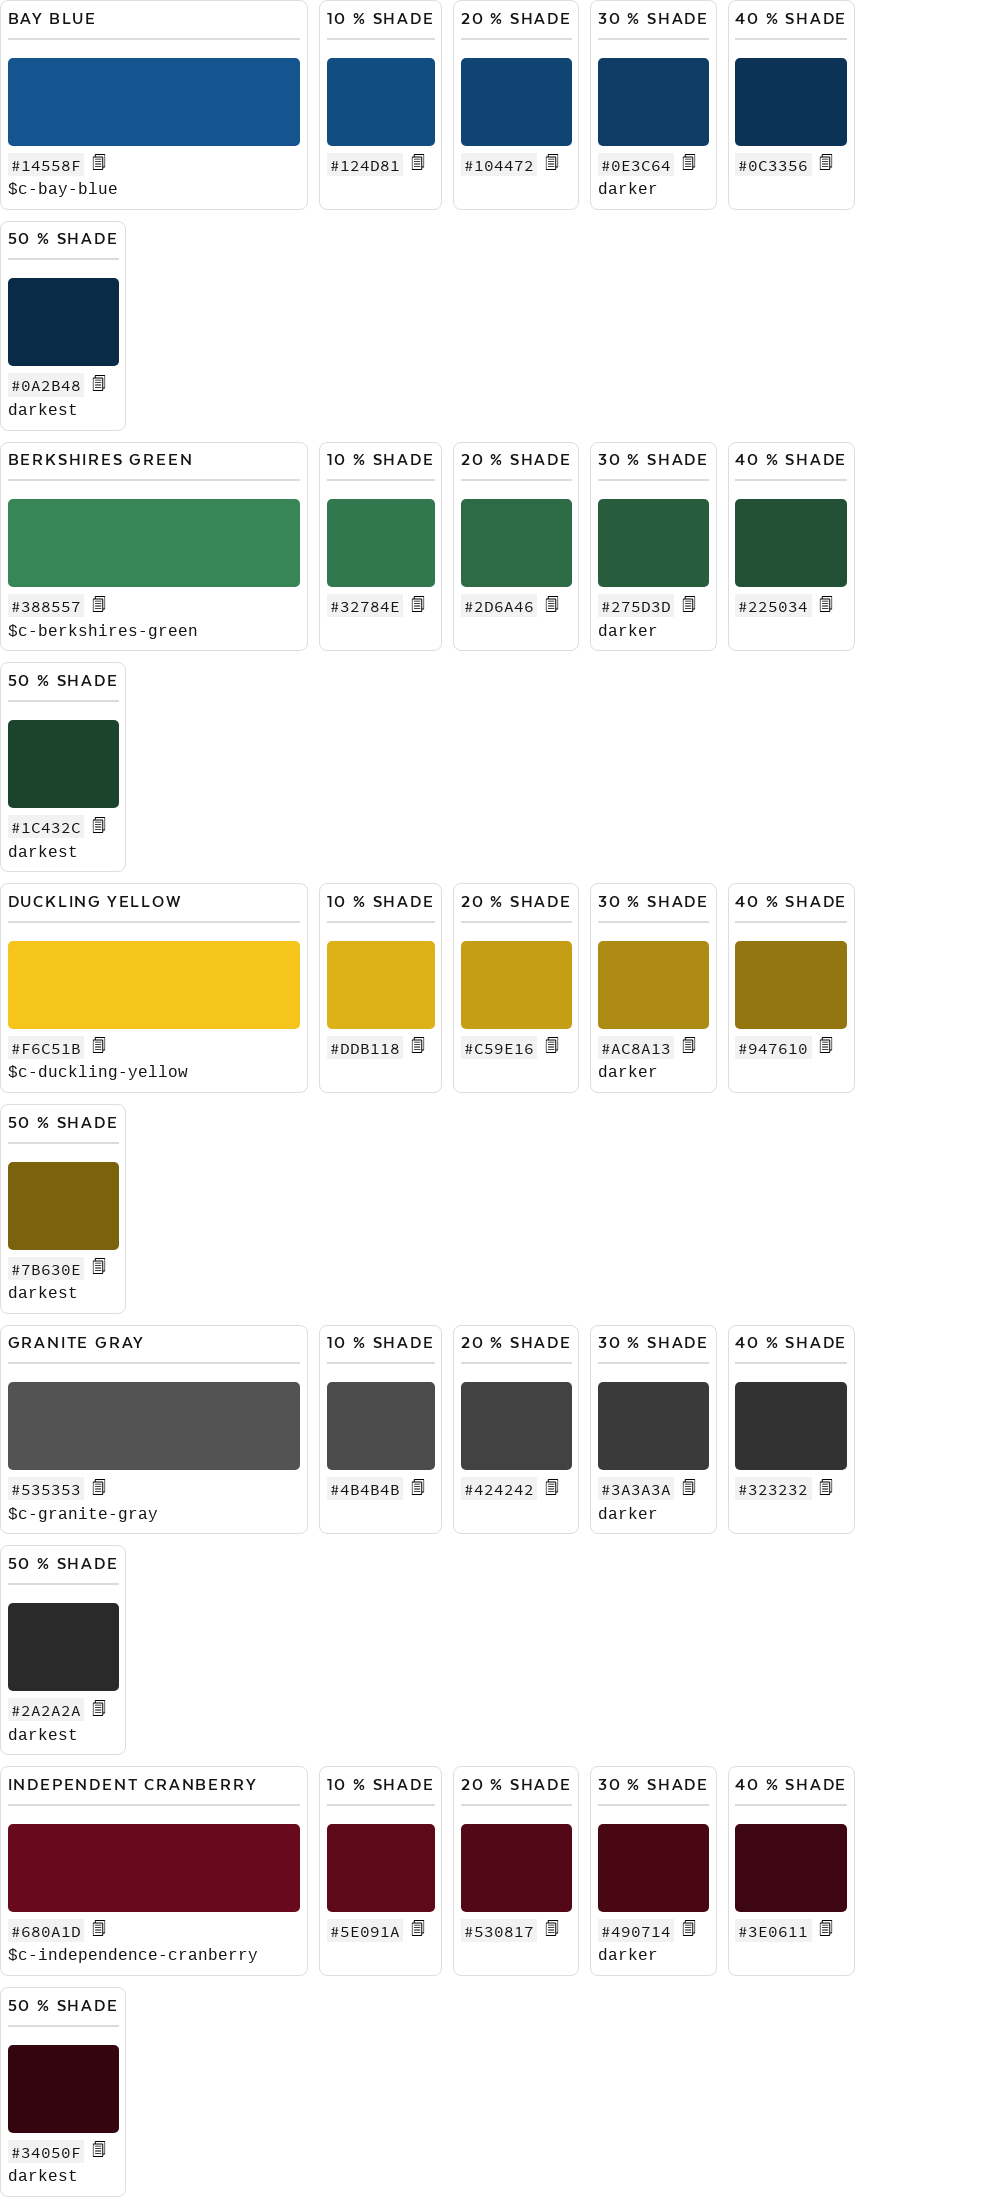 BAY BLUE
#14558F
$c-bay-blue
10 % SHADE
#124D81
20 % SHADE
#104472
30 % SHADE
#0E3C64
darker
40 % SHADE
#0C3356
50 % SHADE
#0A2B48
darkest
BERKSHIRES GREEN
#388557
$c-berkshires-green
10 % SHADE
#32784E
20 % SHADE
#2D6A46
30 % SHADE
#275D3D
darker
40 % SHADE
#225034
50 % SHADE
#1C432C
darkest
DUCKLING YELLOW
#F6C51B
$c-duckling-yellow
10 % SHADE
#DDB118
20 % SHADE
#C59E16
30 % SHADE
#AC8A13
darker
40 % SHADE
#947610
50 % SHADE
#7B630E
darkest
GRANITE GRAY
#535353
$c-granite-gray
10 % SHADE
#4B4B4B
20 % SHADE
#424242
30 % SHADE
#3A3A3A
darker
40 % SHADE
#323232
50 % SHADE
#2A2A2A
darkest
INDEPENDENT CRANBERRY
#680A1D
$c-independence-cranberry
10 % SHADE
#5E091A
20 % SHADE
#530817
30 % SHADE
#490714
darker
40 % SHADE
#3E0611
50 % SHADE
#34050F
darkest